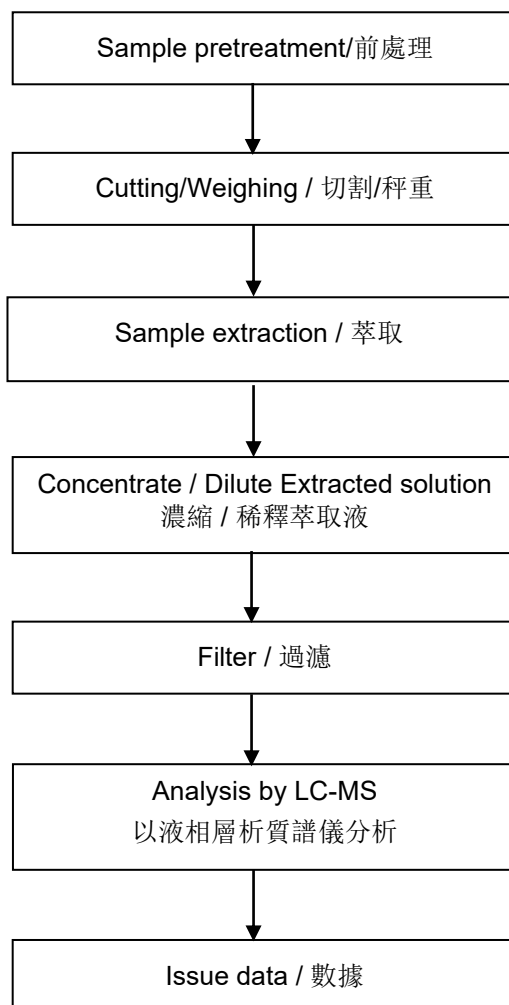 Sample pretreatment/前處理
Cutting/Weighing / 切割/秤重
Sample extraction / 萃取
Concentrate / Dilute Extracted solution
濃縮 / 稀釋萃取液
Filter / 過濾
Analysis by LC-MS
以液相層析質譜儀分析
Issue data / 數據